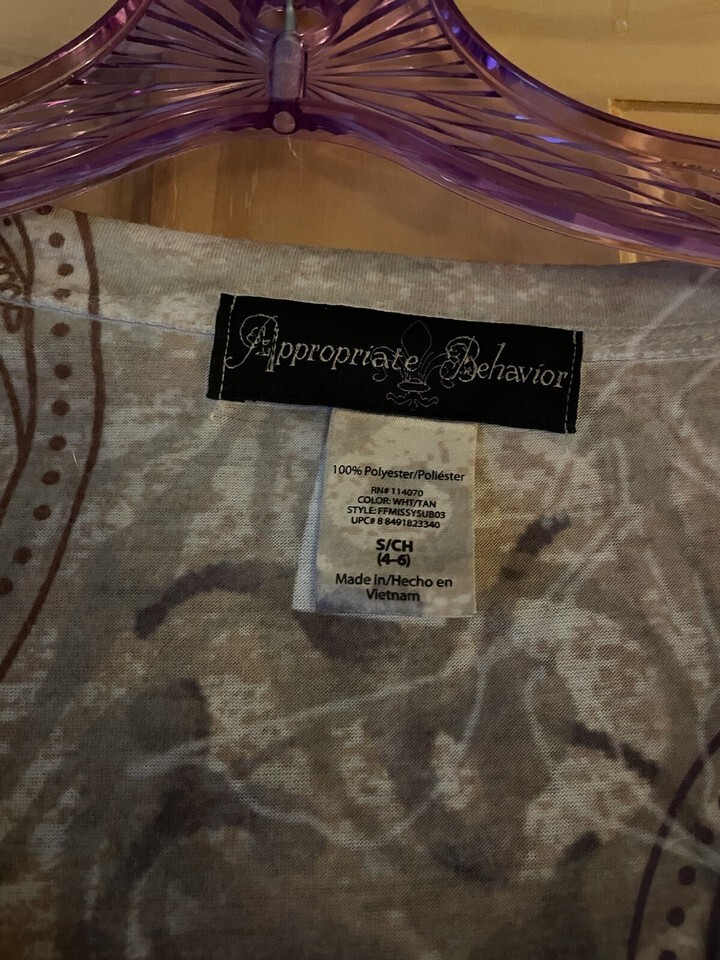 Appropriate Behavior
100% Polyester/Poliéster
RN# 114070
COLOR: WHT/TAN
STYLE: FFMISSYSUB03
UPC# 8 8491823340
S/CH
(4-6)
Made in/Hecho en
Vietnam